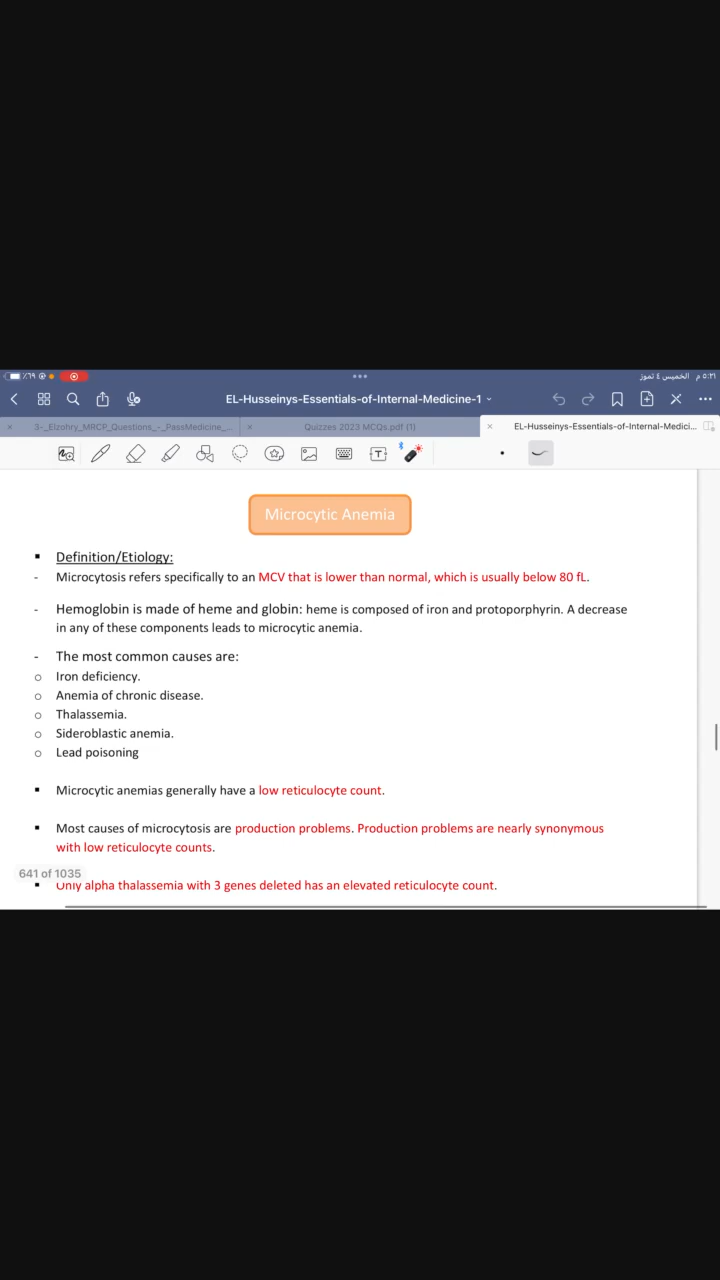 ٪٦٩
٥:٢١ م الخميس ٤ تموز
EL-Husseinys-Essentials-of-Internal-Medicine-1
3-_Elzohry_MRCP_Questions_-_PassMedicine_...
Quizzes 2023 MCQs.pdf (1)
EL-Husseinys-Essentials-of-Internal-Medici...
Microcytic Anemia
▪ Definition/Etiology:
- Microcytosis refers specifically to an MCV that is lower than normal, which is usually below 80 fL.
- Hemoglobin is made of heme and globin: heme is composed of iron and protoporphyrin. A decrease
in any of these components leads to microcytic anemia.
- The most common causes are:
o Iron deficiency.
o Anemia of chronic disease.
o Thalassemia.
o Sideroblastic anemia.
o Lead poisoning
▪ Microcytic anemias generally have a low reticulocyte count.
▪ Most causes of microcytosis are production problems. Production problems are nearly synonymous
with low reticulocyte counts.
641 of 1035
▪ Only alpha thalassemia with 3 genes deleted has an elevated reticulocyte count.